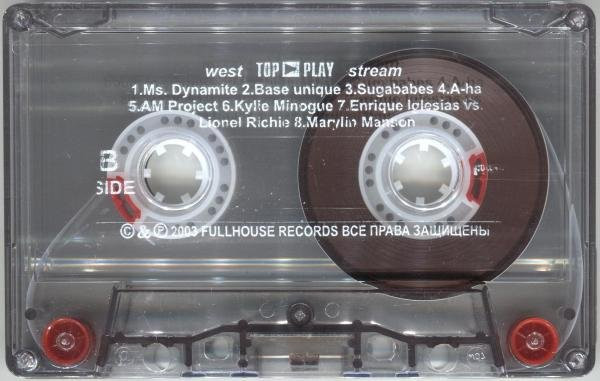 west TOP PLAY stream
1.Ms. Dynamite 2.Base unique 3.Sugababes 4.A-ha
5.AM Project 6.Kylie Minogue 7.Enrique Iglesias Vs.
Lionel Richie 8.Marylin Manson
B
SIDE
© & ℗ 2003 FULLHOUSE RECORDS ВСЕ ПРАВА ЗАЩИЩЕНЫ